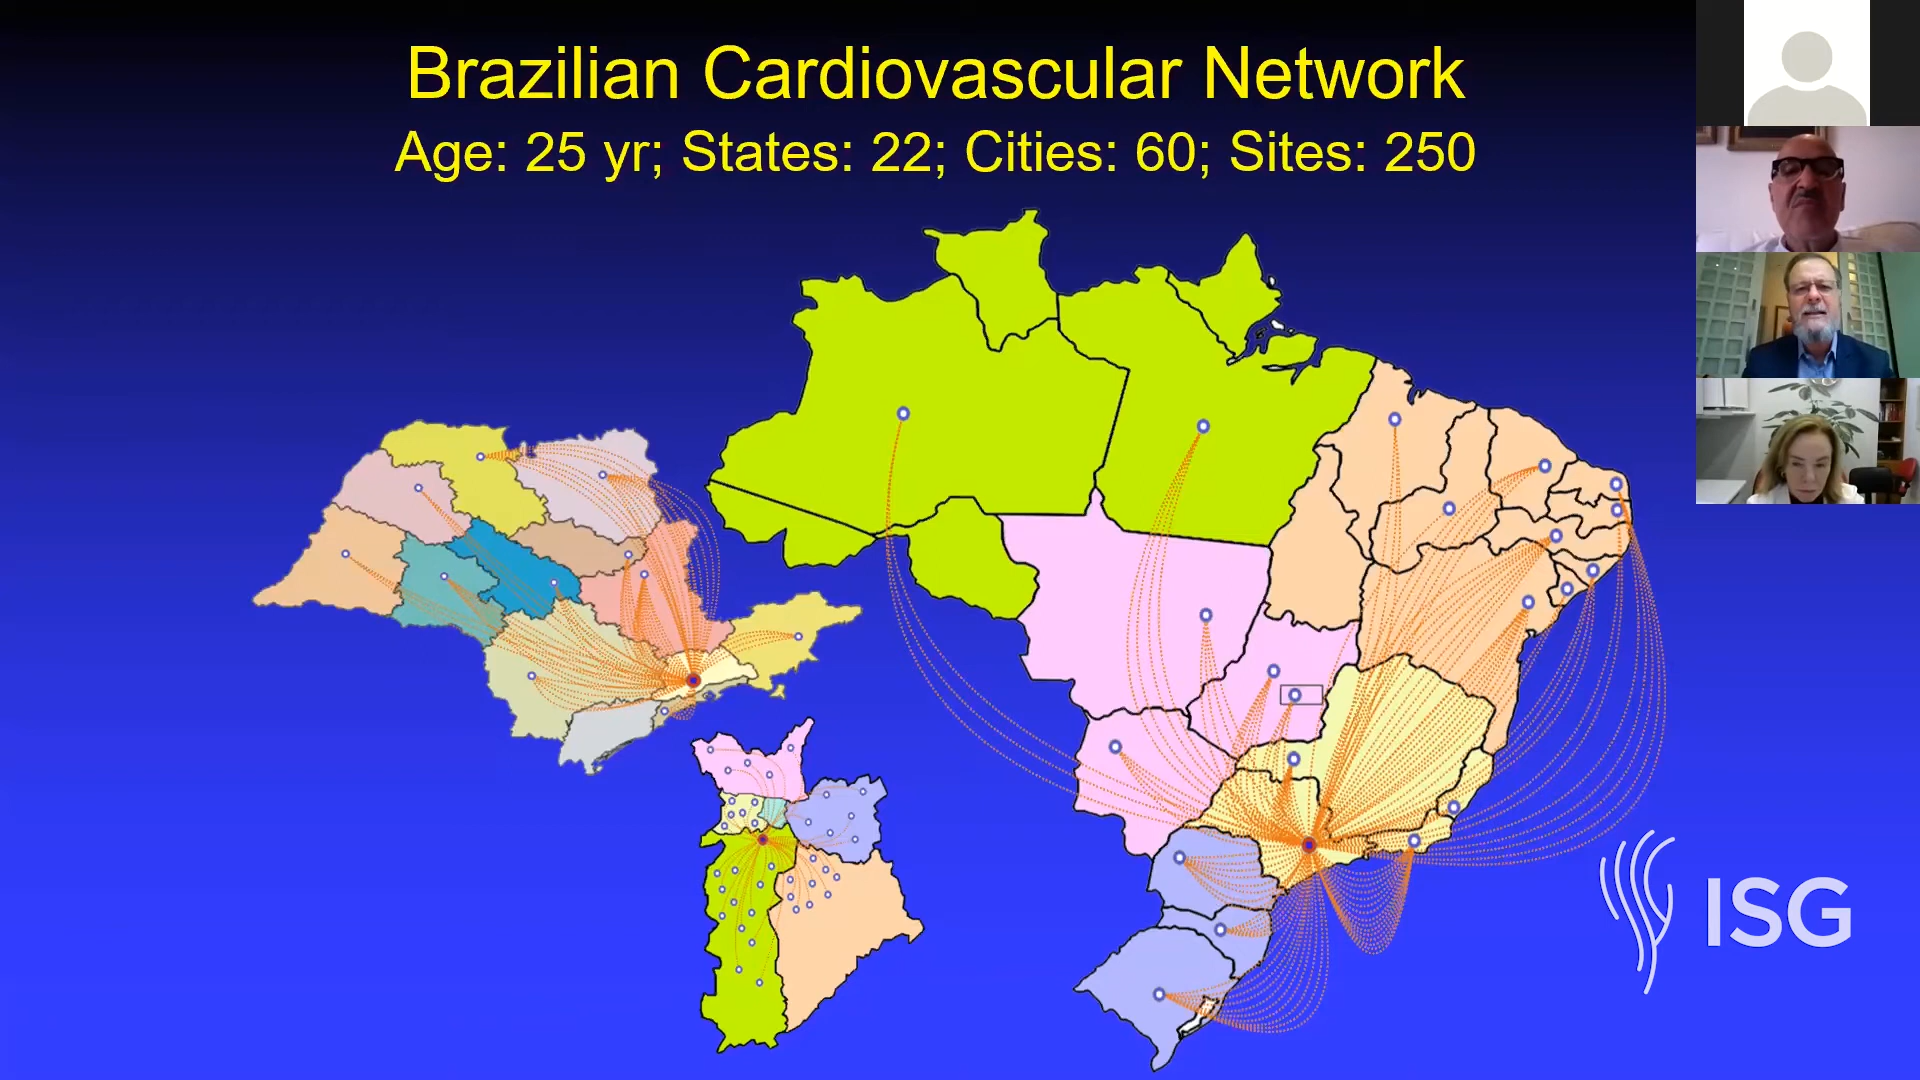 Brazilian Cardiovascular Network
Age: 25 yr; States: 22; Cities: 60; Sites: 250
ISG